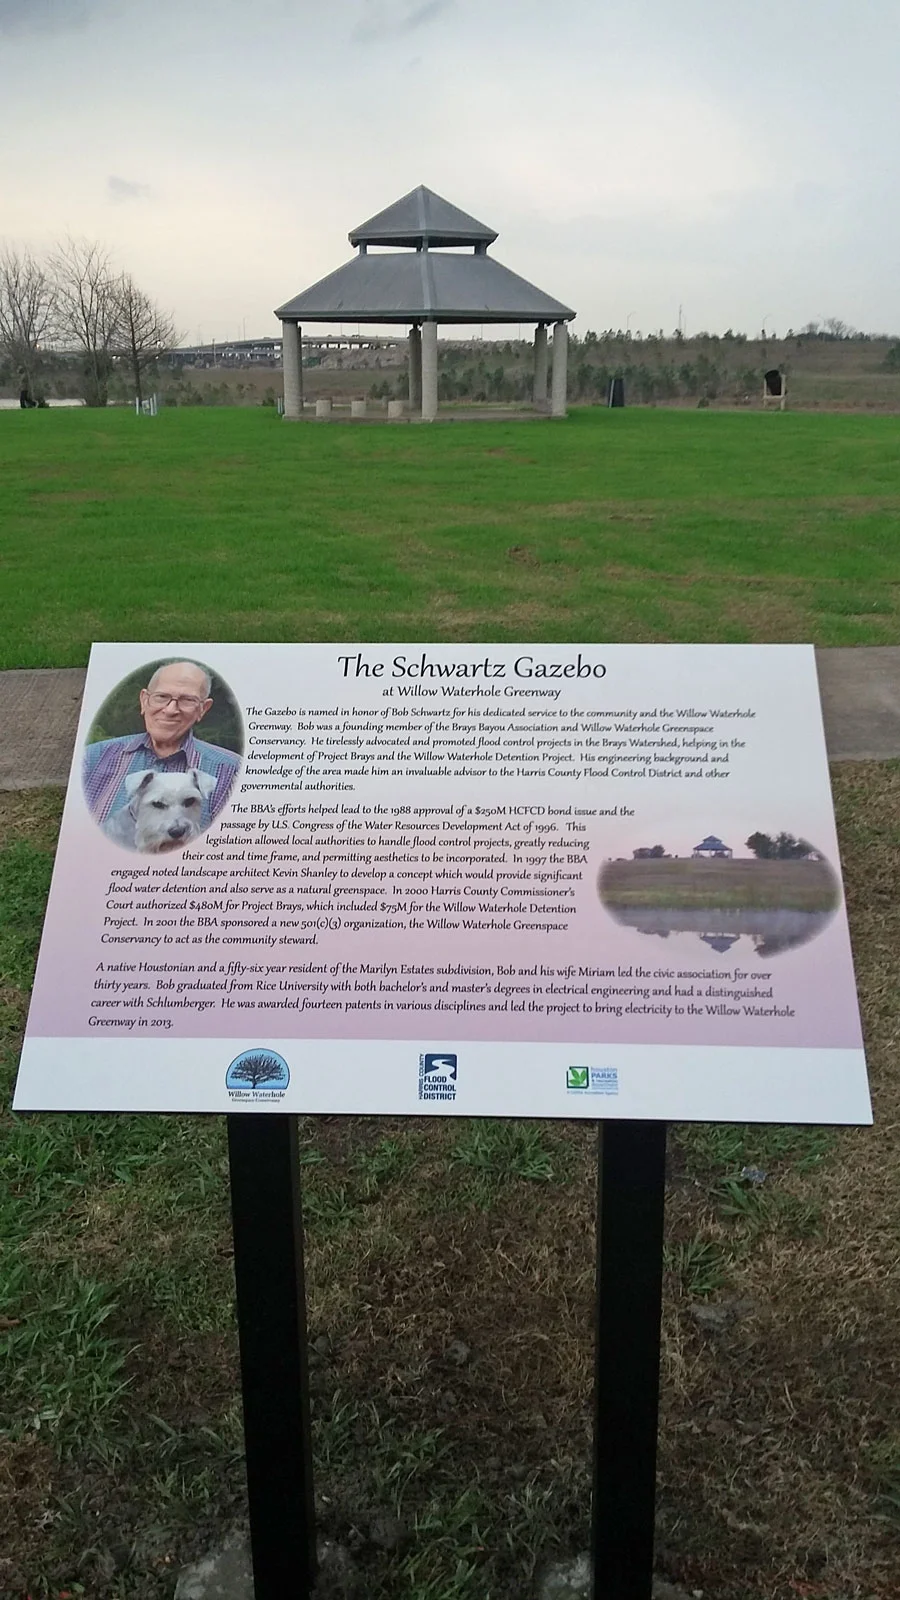 The Schwartz Gazebo
at Willow Waterhole Greenway
The Gazebo is named in honor of Bob Schwartz for his dedicated service to the community and the Willow Waterhole
Greenway. Bob was a founding member of the Brays Bayou Association and Willow Waterhole Greenspace
Conservancy. He tirelessly advocated and promoted flood control projects in the Brays Watershed, helping in the
development of Project Brays and the Willow Waterhole Detention Project. His engineering background and
knowledge of the area made him an invaluable advisor to the Harris County Flood Control District and other
governmental authorities.
The BBA's efforts helped lead to the 1988 approval of a $250M HCFCD bond issue and the
passage by U.S. Congress of the Water Resources Development Act of 1996. This
legislation allowed local authorities to handle flood control projects, greatly reducing
their cost and time frame, and permitting aesthetics to be incorporated. In 1997 the BBA
engaged noted landscape architect Kevin Shanley to develop a concept which would provide significant
flood water detention and also serve as a natural greenspace. In 2000 Harris County Commissioner's
Court authorized $480M for Project Brays, which included $75M for the Willow Waterhole Detention
Project. In 2001 the BBA sponsored a new 501(c)(3) organization, the Willow Waterhole Greenspace
Conservancy to act as the community steward.
A native Houstonian and a fifty-six year resident of the Marilyn Estates subdivision, Bob and his wife Miriam led the civic association for over
thirty years. Bob graduated from Rice University with both bachelor's and master's degrees in electrical engineering and had a distinguished
career with Schlumberger. He was awarded fourteen patents in various disciplines and led the project to bring electricity to the Willow Waterhole
Greenway in 2013.
Willow Waterhole
Greenspace Conservancy
HARRIS COUNTY
FLOOD
CONTROL
DISTRICT
houston
PARKS